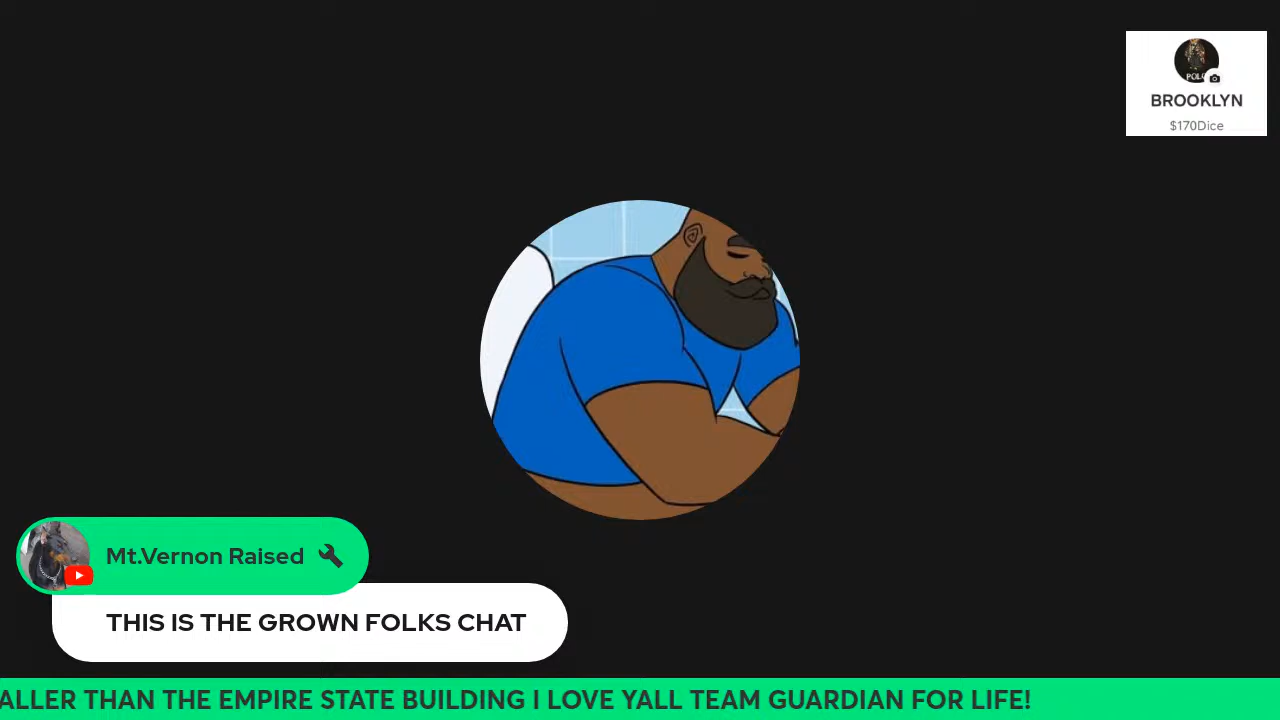 POLO
BROOKLYN
$170Dice
Mt.Vernon Raised
THIS IS THE GROWN FOLKS CHAT
ALLER THAN THE EMPIRE STATE BUILDING I LOVE YALL TEAM GUARDIAN FOR LIFE!